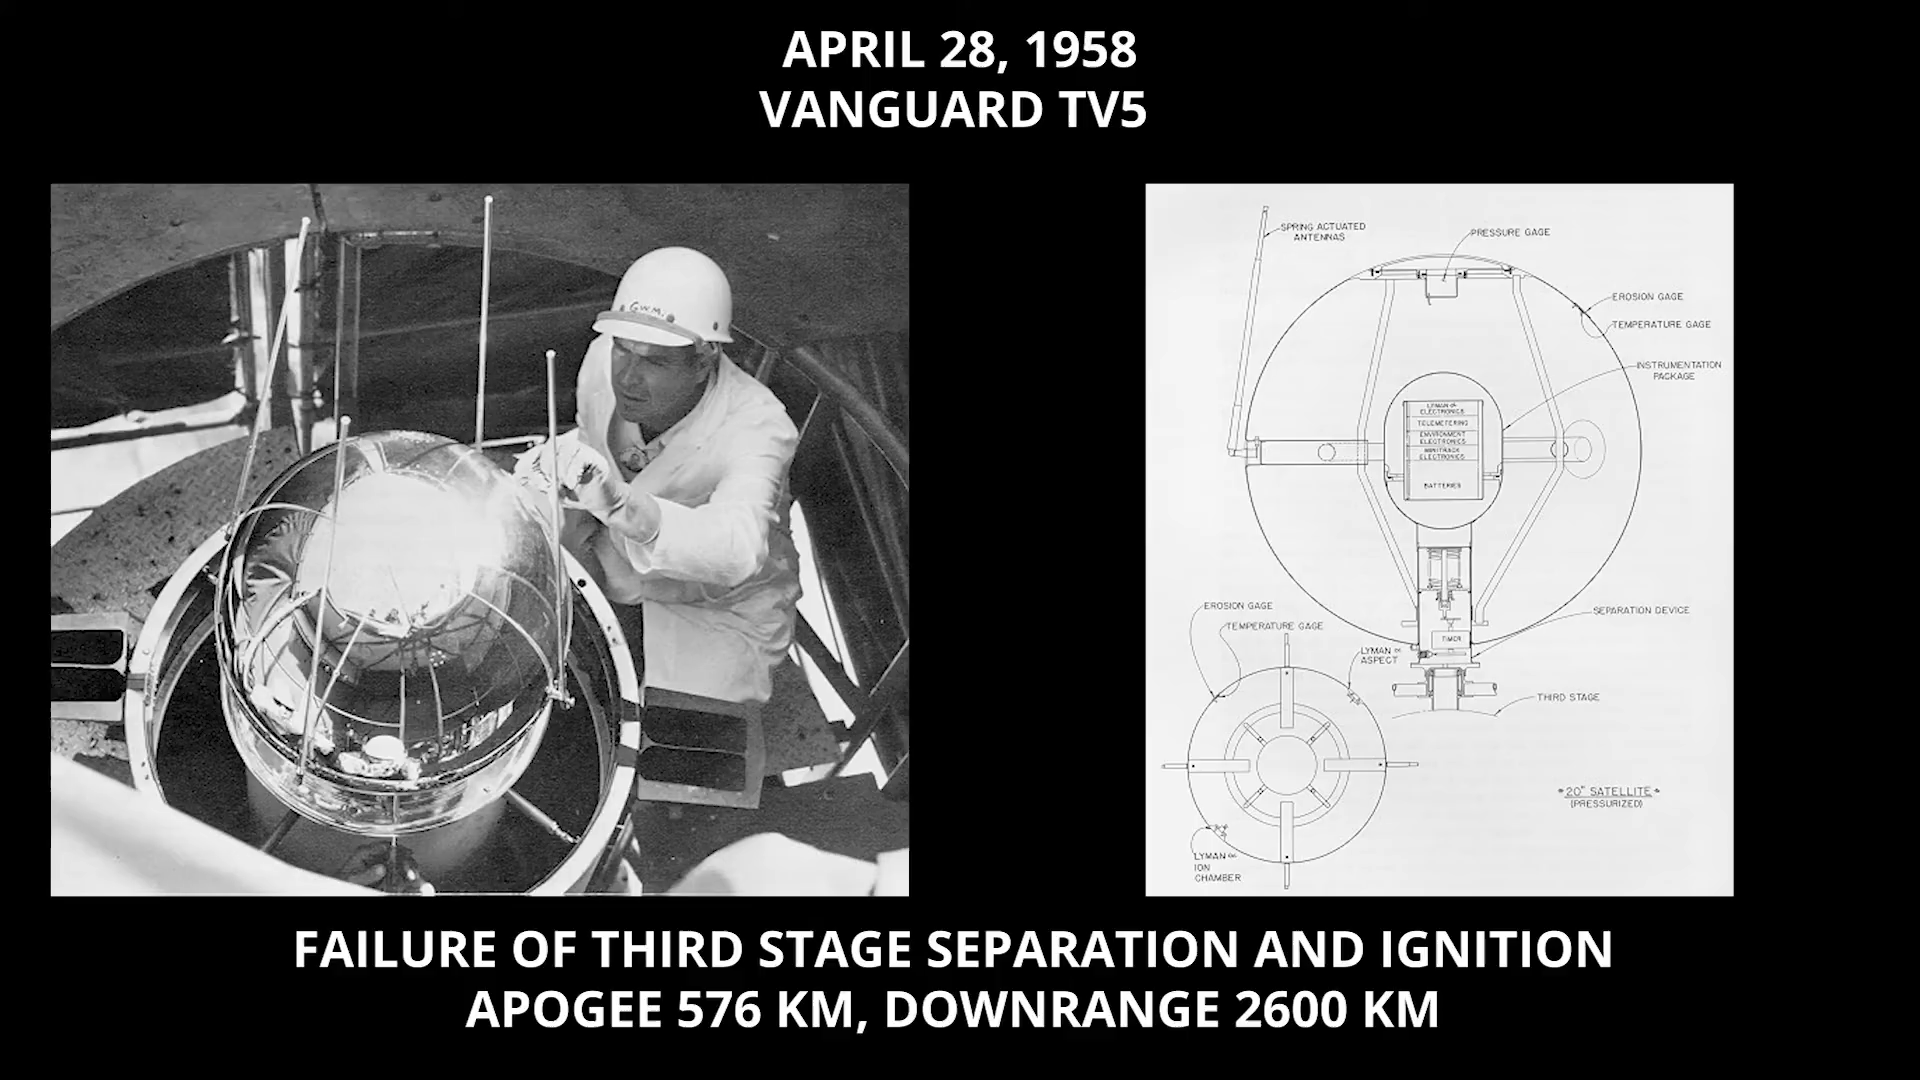 APRIL 28, 1958
VANGUARD TV5
G.W.M.
SPRING ACTUATED
ANTENNAS
PRESSURE GAGE
EROSION GAGE
TEMPERATURE GAGE
INSTRUMENTATION
PACKAGE
LYMAN ∝
ELECTRONICS
TELEMETERING
ENVIRONMENT
ELECTRONICS
MINITRACK
ELECTRONICS
BATTERIES
TIMER
SEPARATION DEVICE
THIRD STAGE
EROSION GAGE
TEMPERATURE GAGE
LYMAN ∝
ASPECT
LYMAN ∝
ION
CHAMBER
"20" SATELLITE"
(PRESSURIZED)
FAILURE OF THIRD STAGE SEPARATION AND IGNITION
APOGEE 576 KM, DOWNRANGE 2600 KM